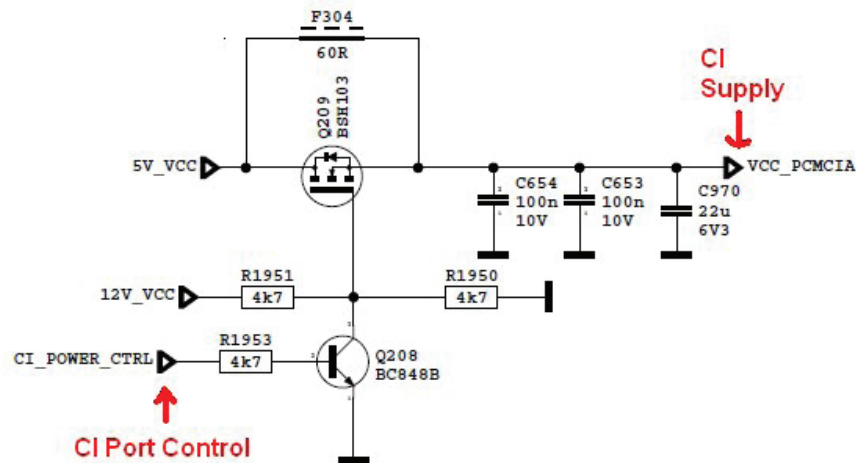 F304
60R
Q209
BSH103
CI
Supply
5V_VCC
VCC_PCMCIA
C654
100n
10V
C653
100n
10V
C970
22u
6V3
12V_VCC
R1951
4k7
R1950
4k7
CI_POWER_CTRL
R1953
4k7
Q208
BC848B
CI Port Control